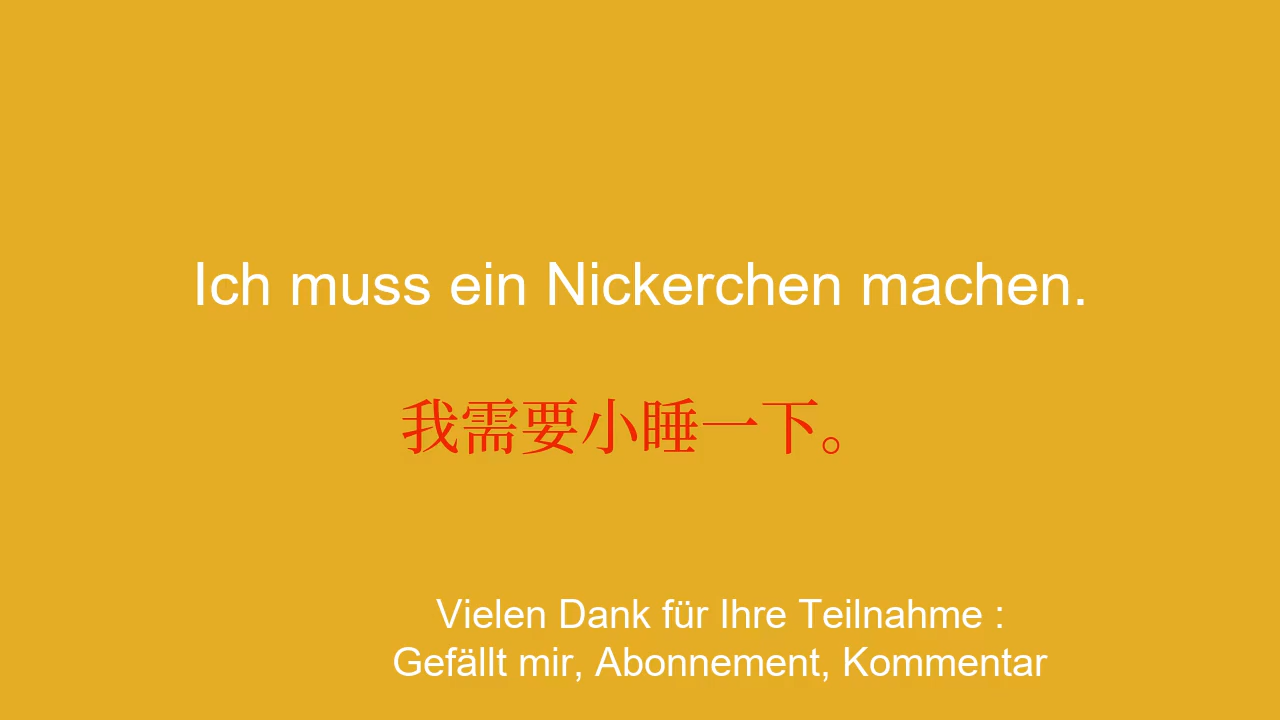 Ich muss ein Nickerchen machen.
我需要小睡一下。
Vielen Dank für Ihre Teilnahme :
Gefällt mir, Abonnement, Kommentar